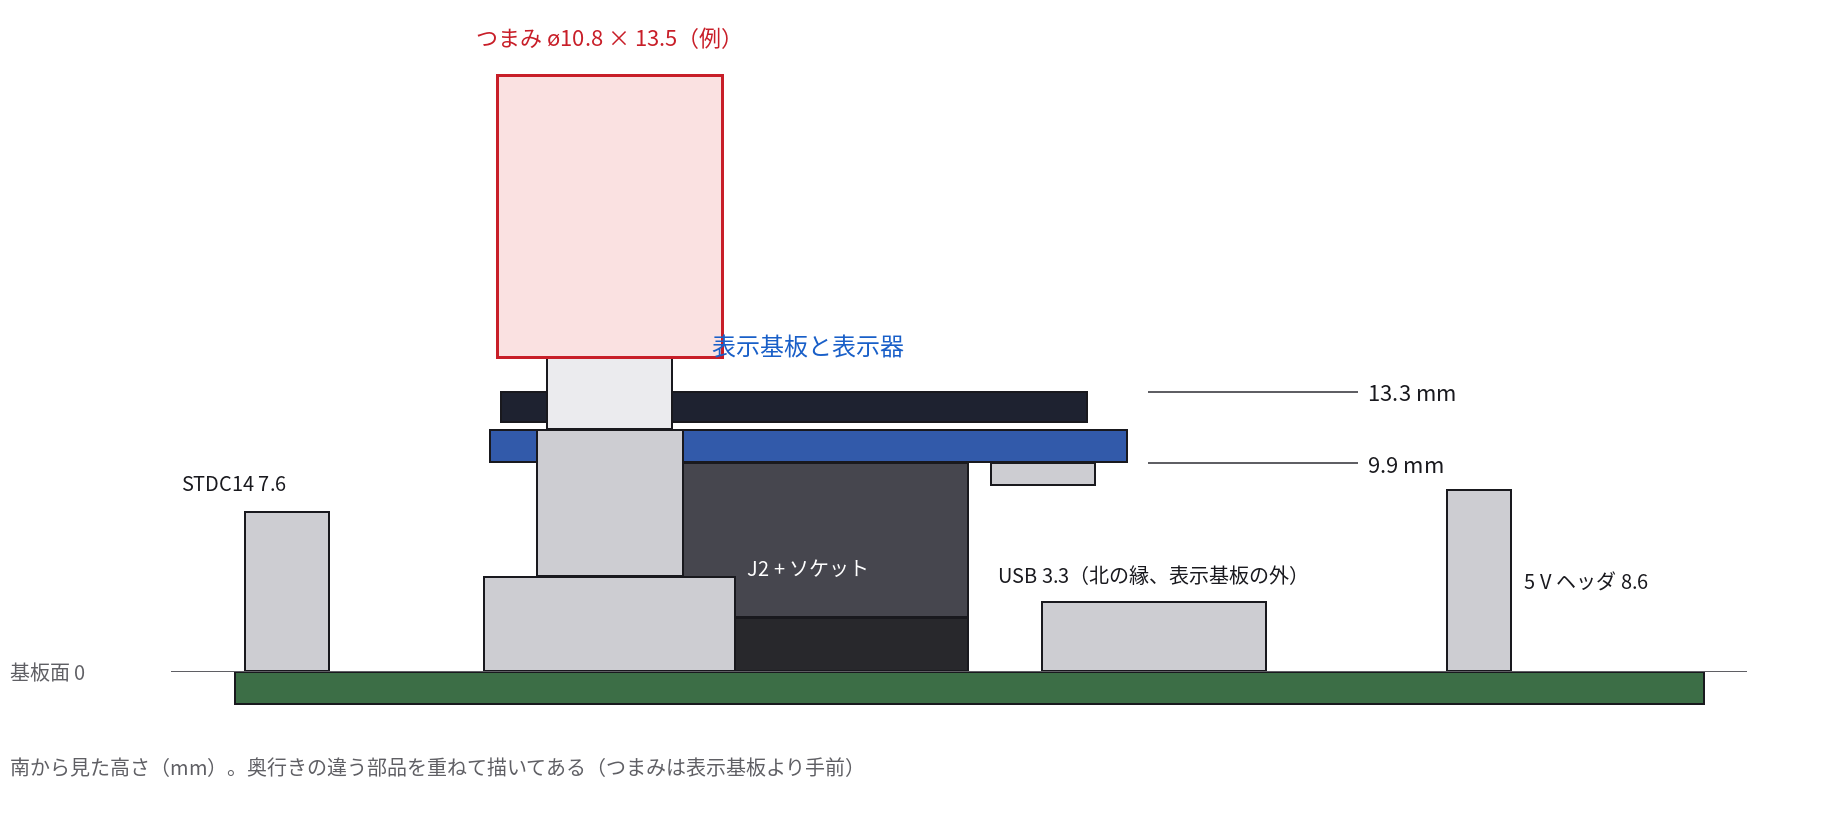 つまみ ø10.8 × 13.5（例）
表示基板と表示器
13.3 mm
9.9 mm
STDC14 7.6
J2 + ソケット
USB 3.3（北の縁、表示基板の外）
5 V ヘッダ 8.6
基板面 0
南から見た高さ（mm）。奥行きの違う部品を重ねて描いてある（つまみは表示基板より手前）